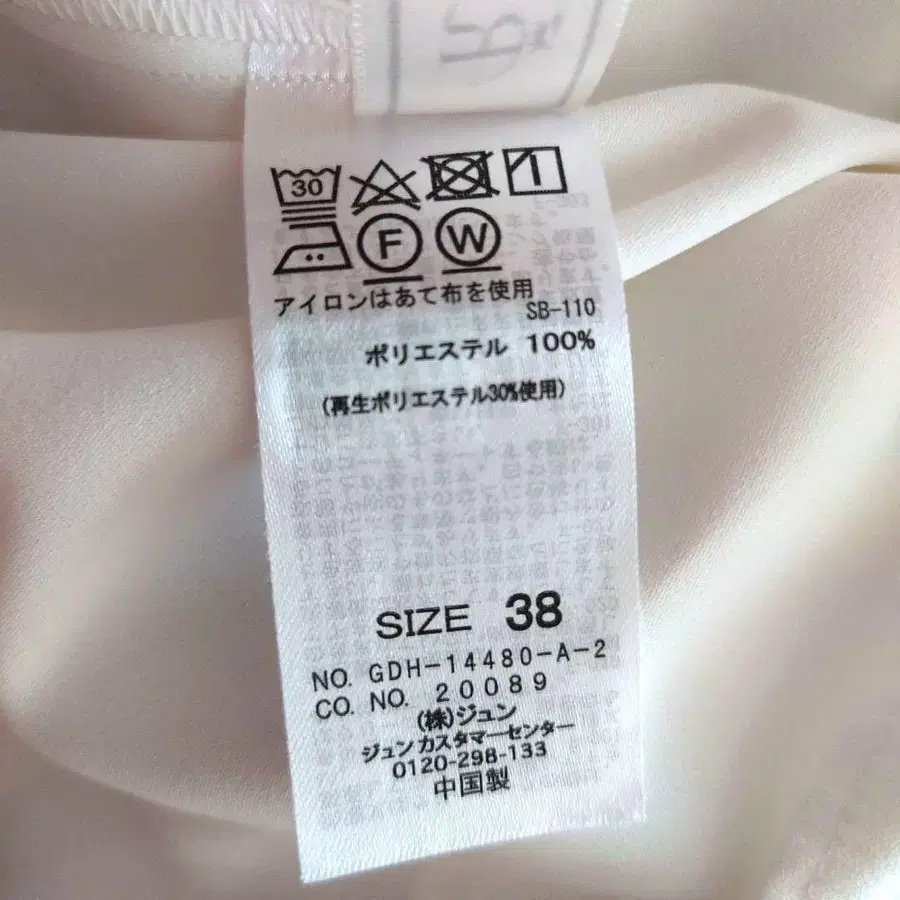 30
F W
アイロンはあて布を使用
SB-110
ポリエステル 100%
(再生ポリエステル30%使用)
SIZE 38
NO. GDH-14480-A-2
CO. NO. 20089
(株)ジュン
ジュンカスタマーセンター
0120-298-133
中国製